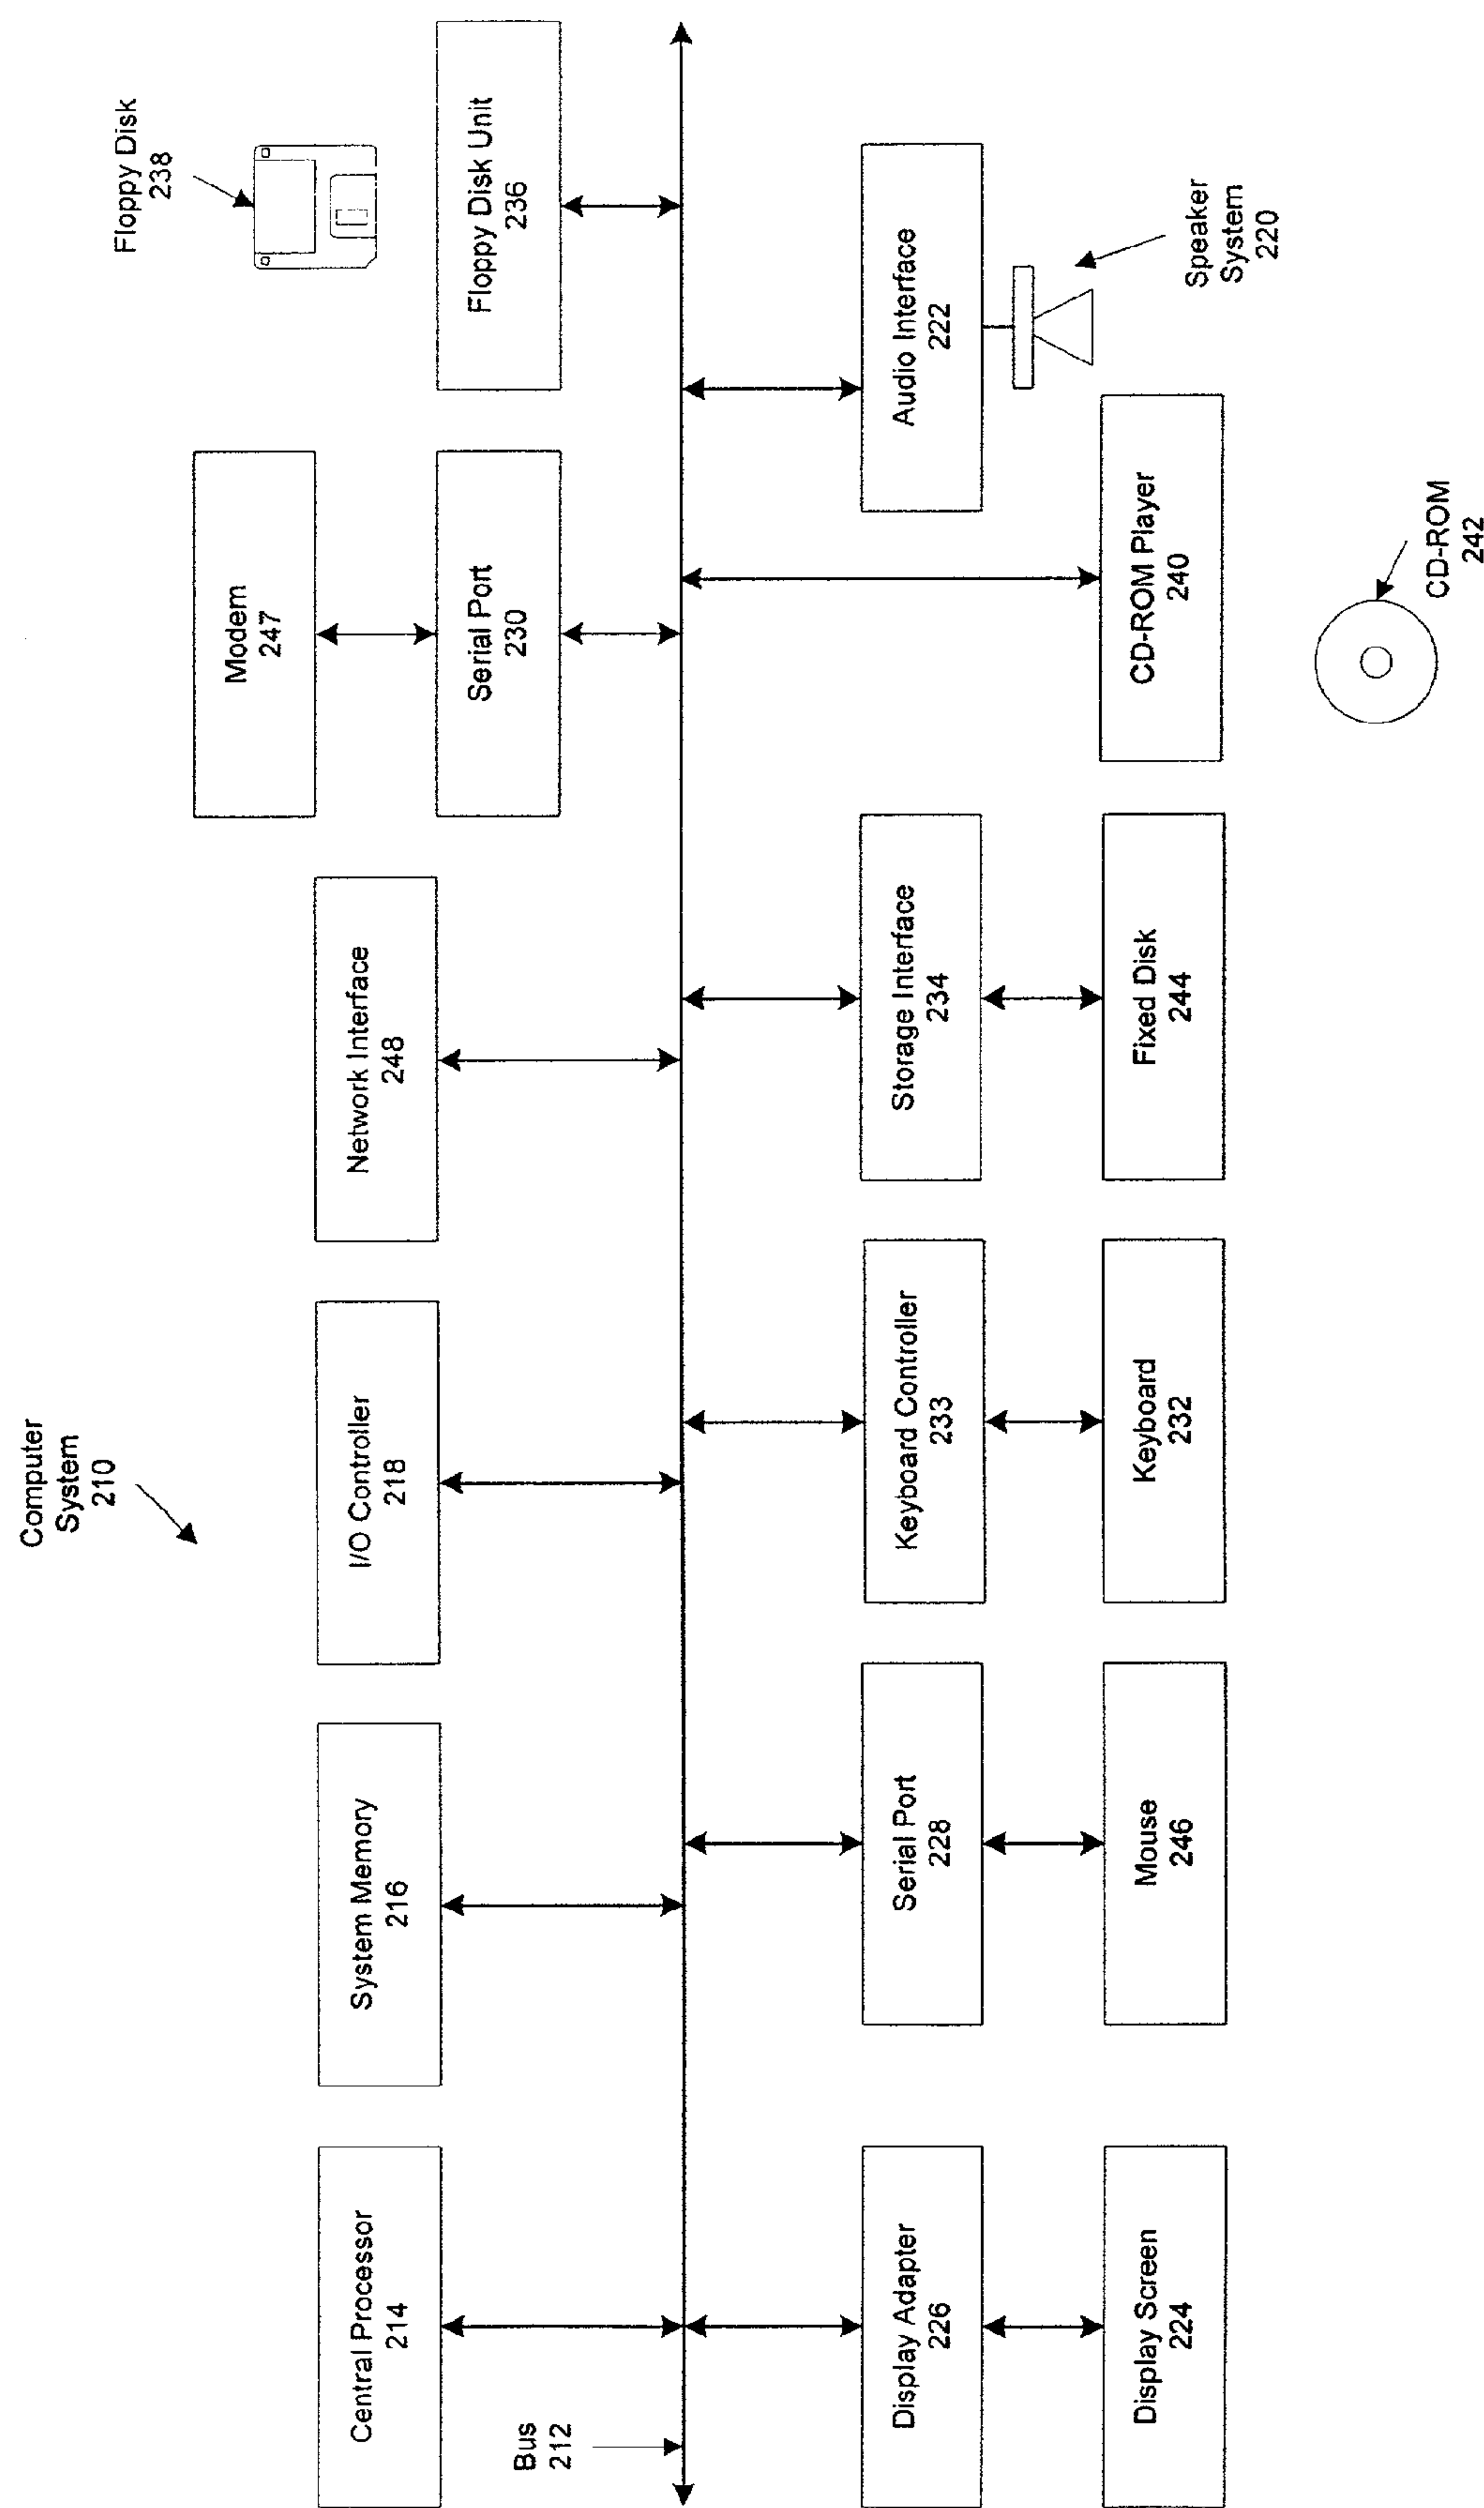 Computer
System
210
Floppy Disk
238
Modem
247
Central Processor
214
System Memory
216
I/O Controller
218
Network Interface
248
Serial Port
230
Floppy Disk Unit
236
Bus
212
Display Adapter
226
Serial Port
228
Keyboard Controller
233
Storage Interface
234
Audio Interface
222
Display Screen
224
Mouse
246
Keyboard
232
Fixed Disk
244
CD-ROM Player
240
Speaker
System
220
CD-ROM
242